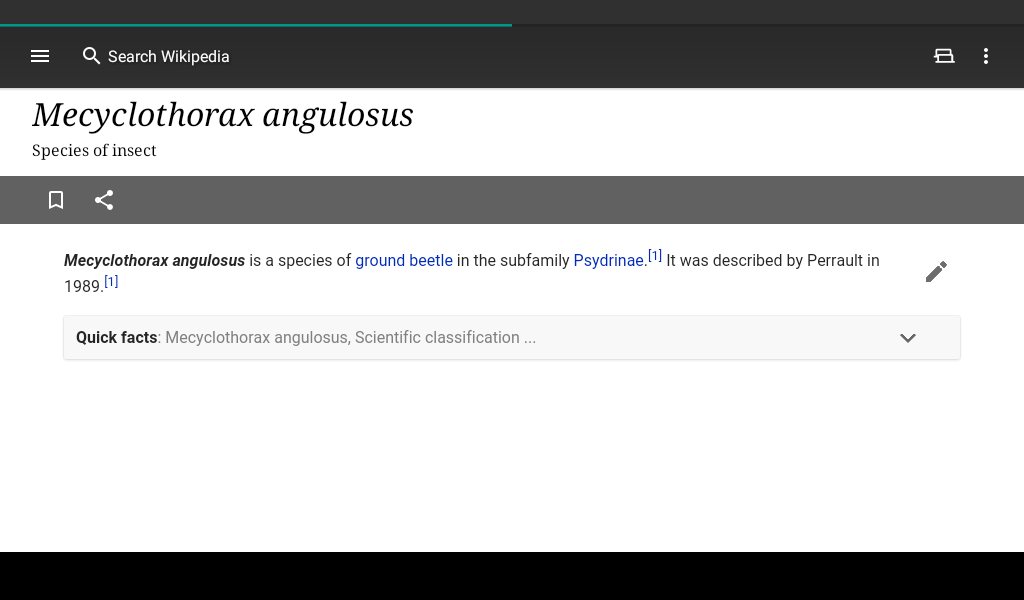 Search Wikipedia
Mecyclothorax angulosus
Species of insect
Mecyclothorax angulosus is a species of ground beetle in the subfamily Psydrinae.[1] It was described by Perrault in
1989.[1]
Quick facts: Mecyclothorax angulosus, Scientific classification ...